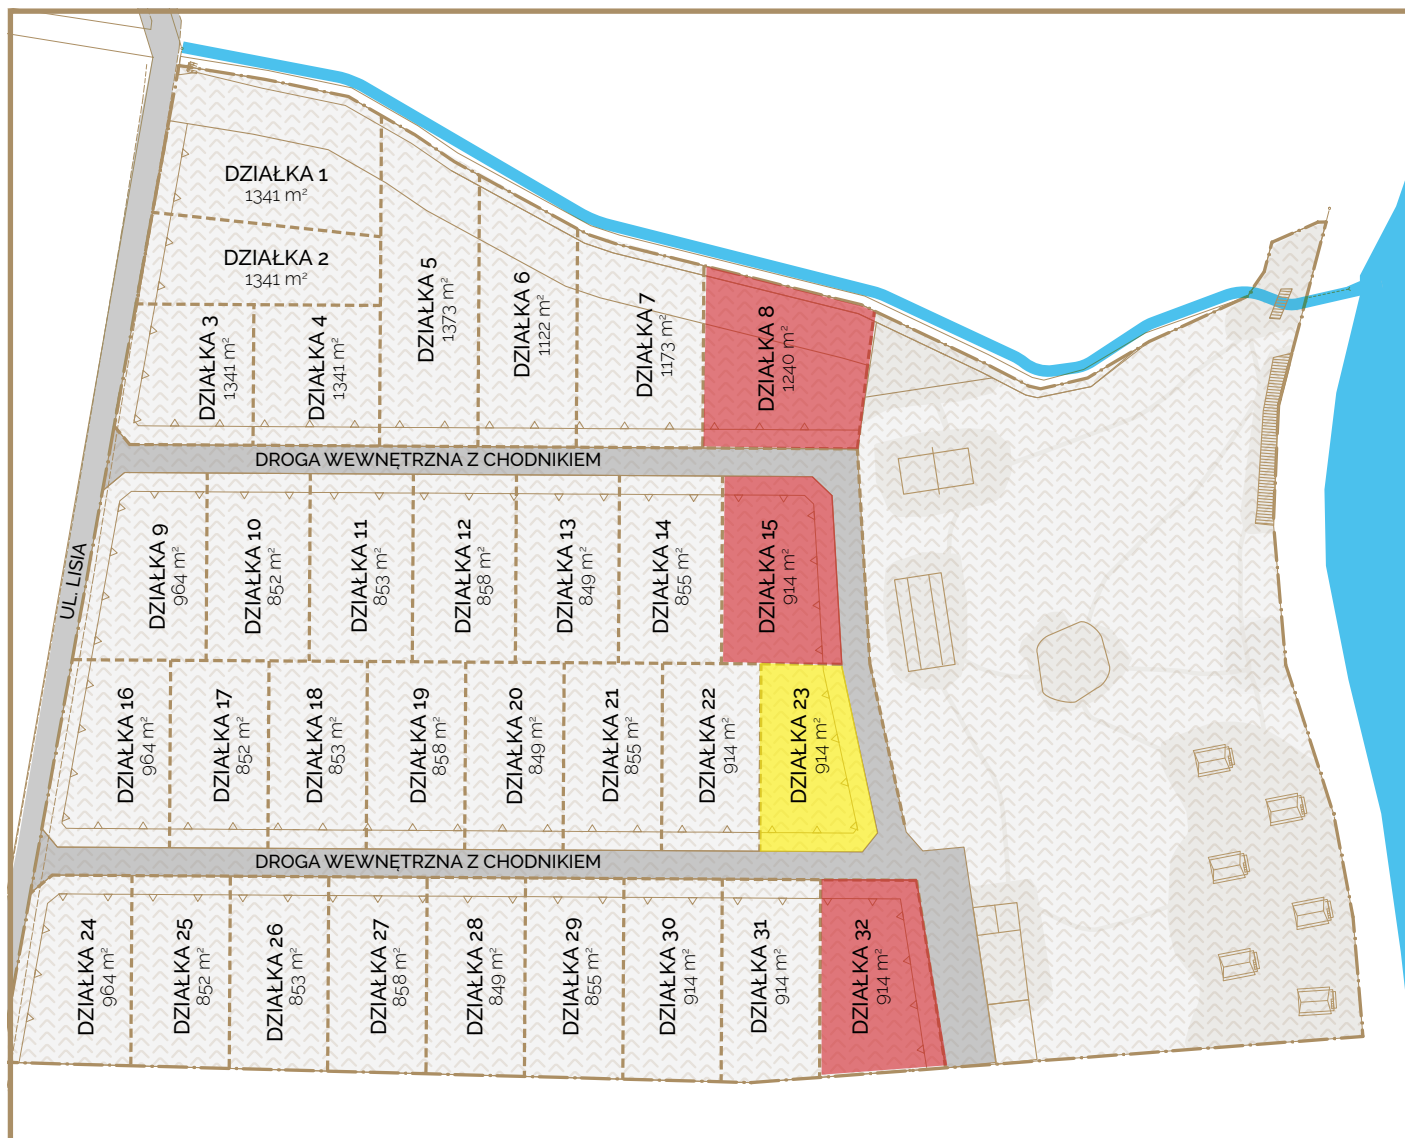 DZIAŁKA 1
1341 m²
DZIAŁKA 2
1341 m²
DZIAŁKA 3
1341 m²
DZIAŁKA 4
1341 m²
DZIAŁKA 5
1373 m²
DZIAŁKA 6
1122 m²
DZIAŁKA 7
1173 m²
DZIAŁKA 8
1240 m²
DROGA WEWNĘTRZNA Z CHODNIKIEM
UL. LISIA
DZIAŁKA 9
964 m²
DZIAŁKA 10
852 m²
DZIAŁKA 11
853 m²
DZIAŁKA 12
858 m²
DZIAŁKA 13
849 m²
DZIAŁKA 14
855 m²
DZIAŁKA 15
914 m²
DZIAŁKA 16
964 m²
DZIAŁKA 17
852 m²
DZIAŁKA 18
853 m²
DZIAŁKA 19
858 m²
DZIAŁKA 20
849 m²
DZIAŁKA 21
855 m²
DZIAŁKA 22
914 m²
DZIAŁKA 23
914 m²
DROGA WEWNĘTRZNA Z CHODNIKIEM
DZIAŁKA 24
964 m²
DZIAŁKA 25
852 m²
DZIAŁKA 26
853 m²
DZIAŁKA 27
858 m²
DZIAŁKA 28
849 m²
DZIAŁKA 29
855 m²
DZIAŁKA 30
914 m²
DZIAŁKA 31
914 m²
DZIAŁKA 32
914 m²